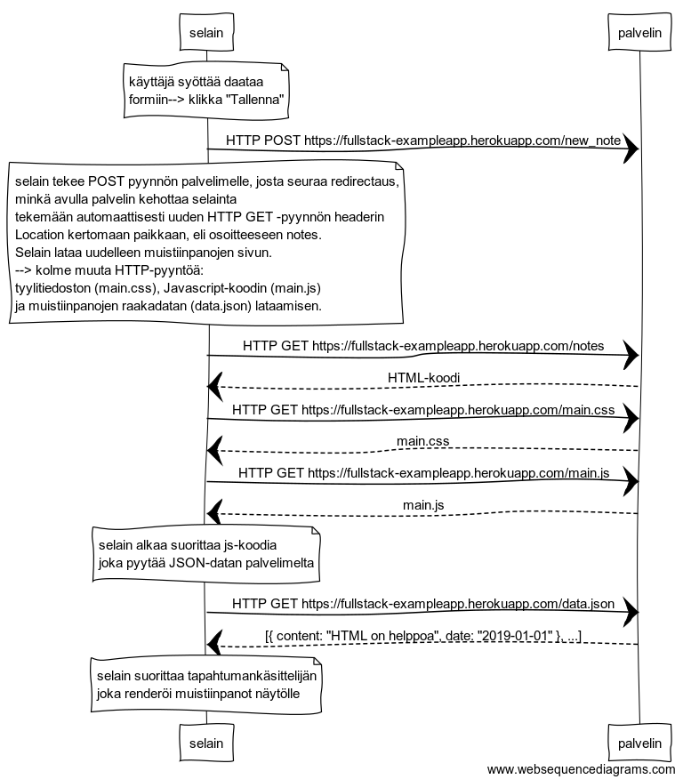 selain
palvelin
käyttäjä syöttää daataa
formiin--> klikka "Tallenna"
HTTP POST https://fullstack-exampleapp.herokuapp.com/new_note
selain tekee POST pyynnön palvelimelle, josta seuraa redirectaus,
minkä avulla palvelin kehottaa selainta
tekemään automaattisesti uuden HTTP GET -pyynnön headerin
Location kertomaan paikkaan, eli osoitteeseen notes.
Selain lataa uudelleen muistiinpanojen sivun.
--> kolme muuta HTTP-pyyntöä:
tyylitiedoston (main.css), Javascript-koodin (main.js)
ja muistiinpanojen raakadatan (data.json) lataamisen.
HTTP GET https://fullstack-exampleapp.herokuapp.com/notes
HTML-koodi
HTTP GET https://fullstack-exampleapp.herokuapp.com/main.css
main.css
HTTP GET https://fullstack-exampleapp.herokuapp.com/main.js
main.js
selain alkaa suorittaa js-koodia
joka pyytää JSON-datan palvelimelta
HTTP GET https://fullstack-exampleapp.herokuapp.com/data.json
[{ content: "HTML on helppoa", date: "2019-01-01" }, ...]
selain suorittaa tapahtumankäsittelijän
joka renderöi muistiinpanot näytölle
selain
palvelin
www.websequencediagrams.com